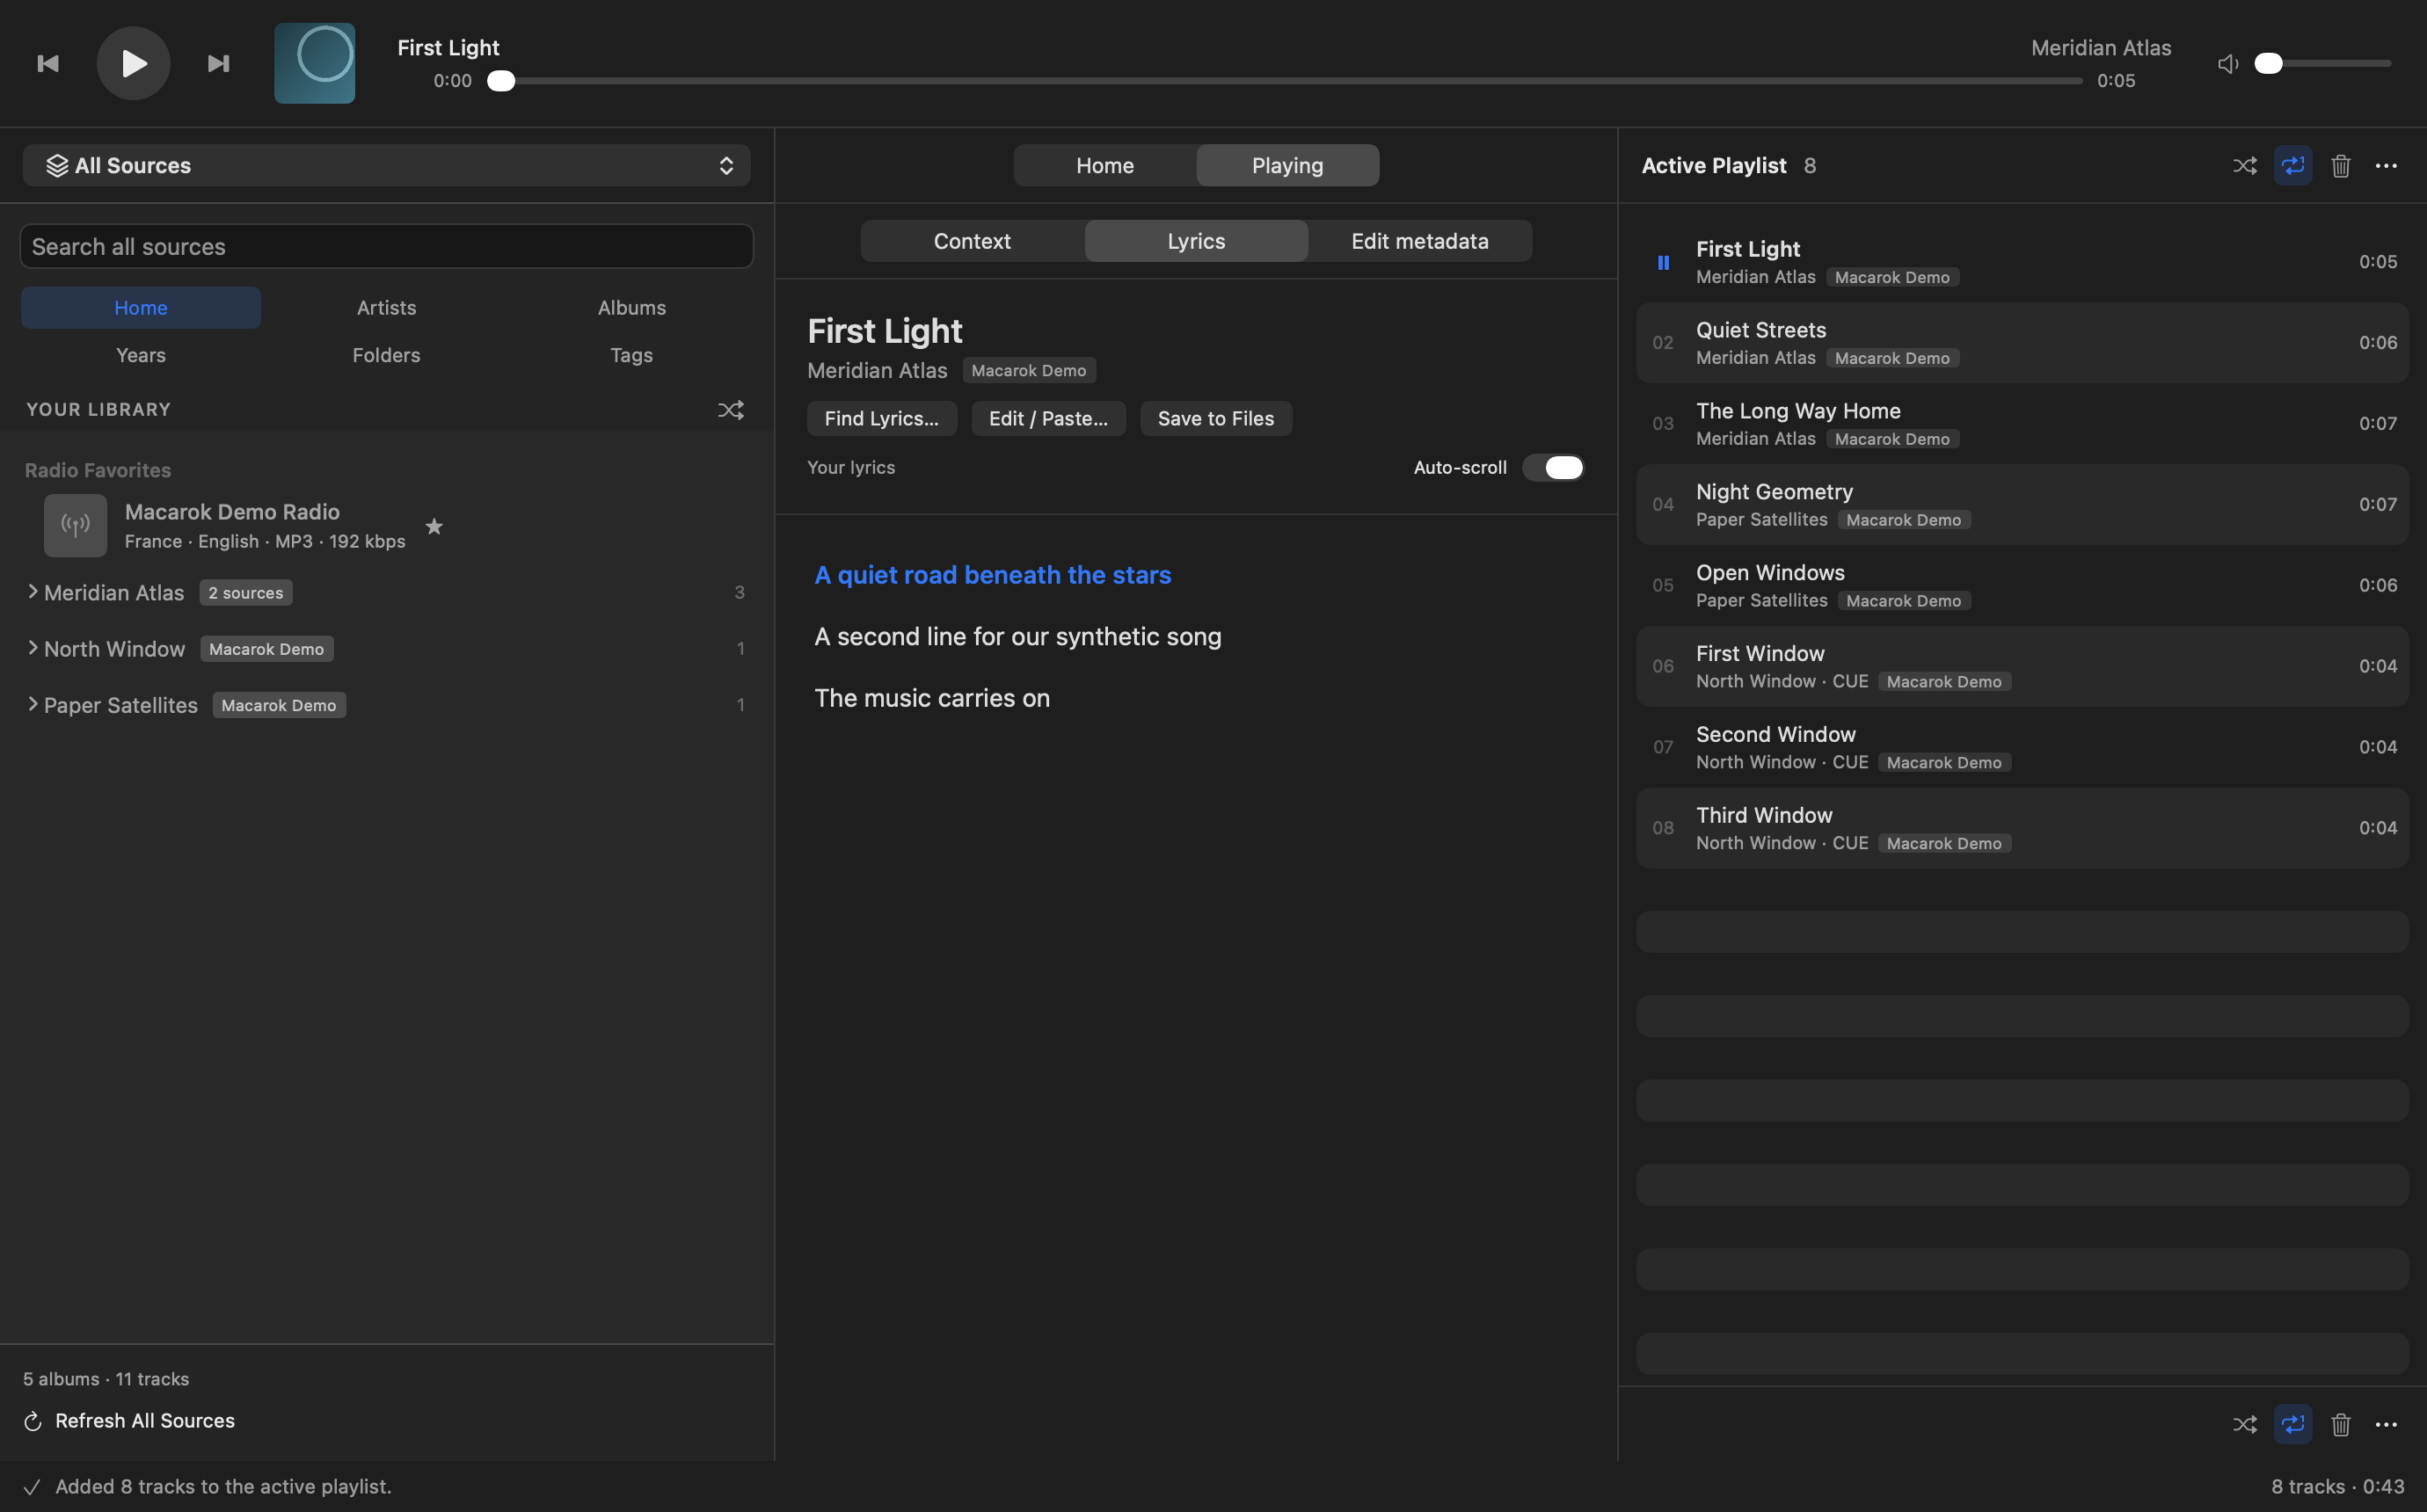 First Light
Meridian Atlas
0:00
0:05
All Sources
Search all sources
Home Artists Albums
Years Folders Tags
YOUR LIBRARY
Radio Favorites
Macarok Demo Radio
France · English · MP3 · 192 kbps
Meridian Atlas 2 sources 3
North Window Macarok Demo 1
Paper Satellites Macarok Demo 1
5 albums · 11 tracks
Refresh All Sources
Added 8 tracks to the active playlist.
Home Playing
Context Lyrics Edit metadata
First Light
Meridian Atlas Macarok Demo
Find Lyrics... Edit / Paste... Save to Files
Your lyrics Auto-scroll
A quiet road beneath the stars
A second line for our synthetic song
The music carries on
Active Playlist 8
First Light 0:05
Meridian Atlas Macarok Demo
02 Quiet Streets 0:06
Meridian Atlas Macarok Demo
03 The Long Way Home 0:07
Meridian Atlas Macarok Demo
04 Night Geometry 0:07
Paper Satellites Macarok Demo
05 Open Windows 0:06
Paper Satellites Macarok Demo
06 First Window 0:04
North Window · CUE Macarok Demo
07 Second Window 0:04
North Window · CUE Macarok Demo
08 Third Window 0:04
North Window · CUE Macarok Demo
8 tracks · 0:43